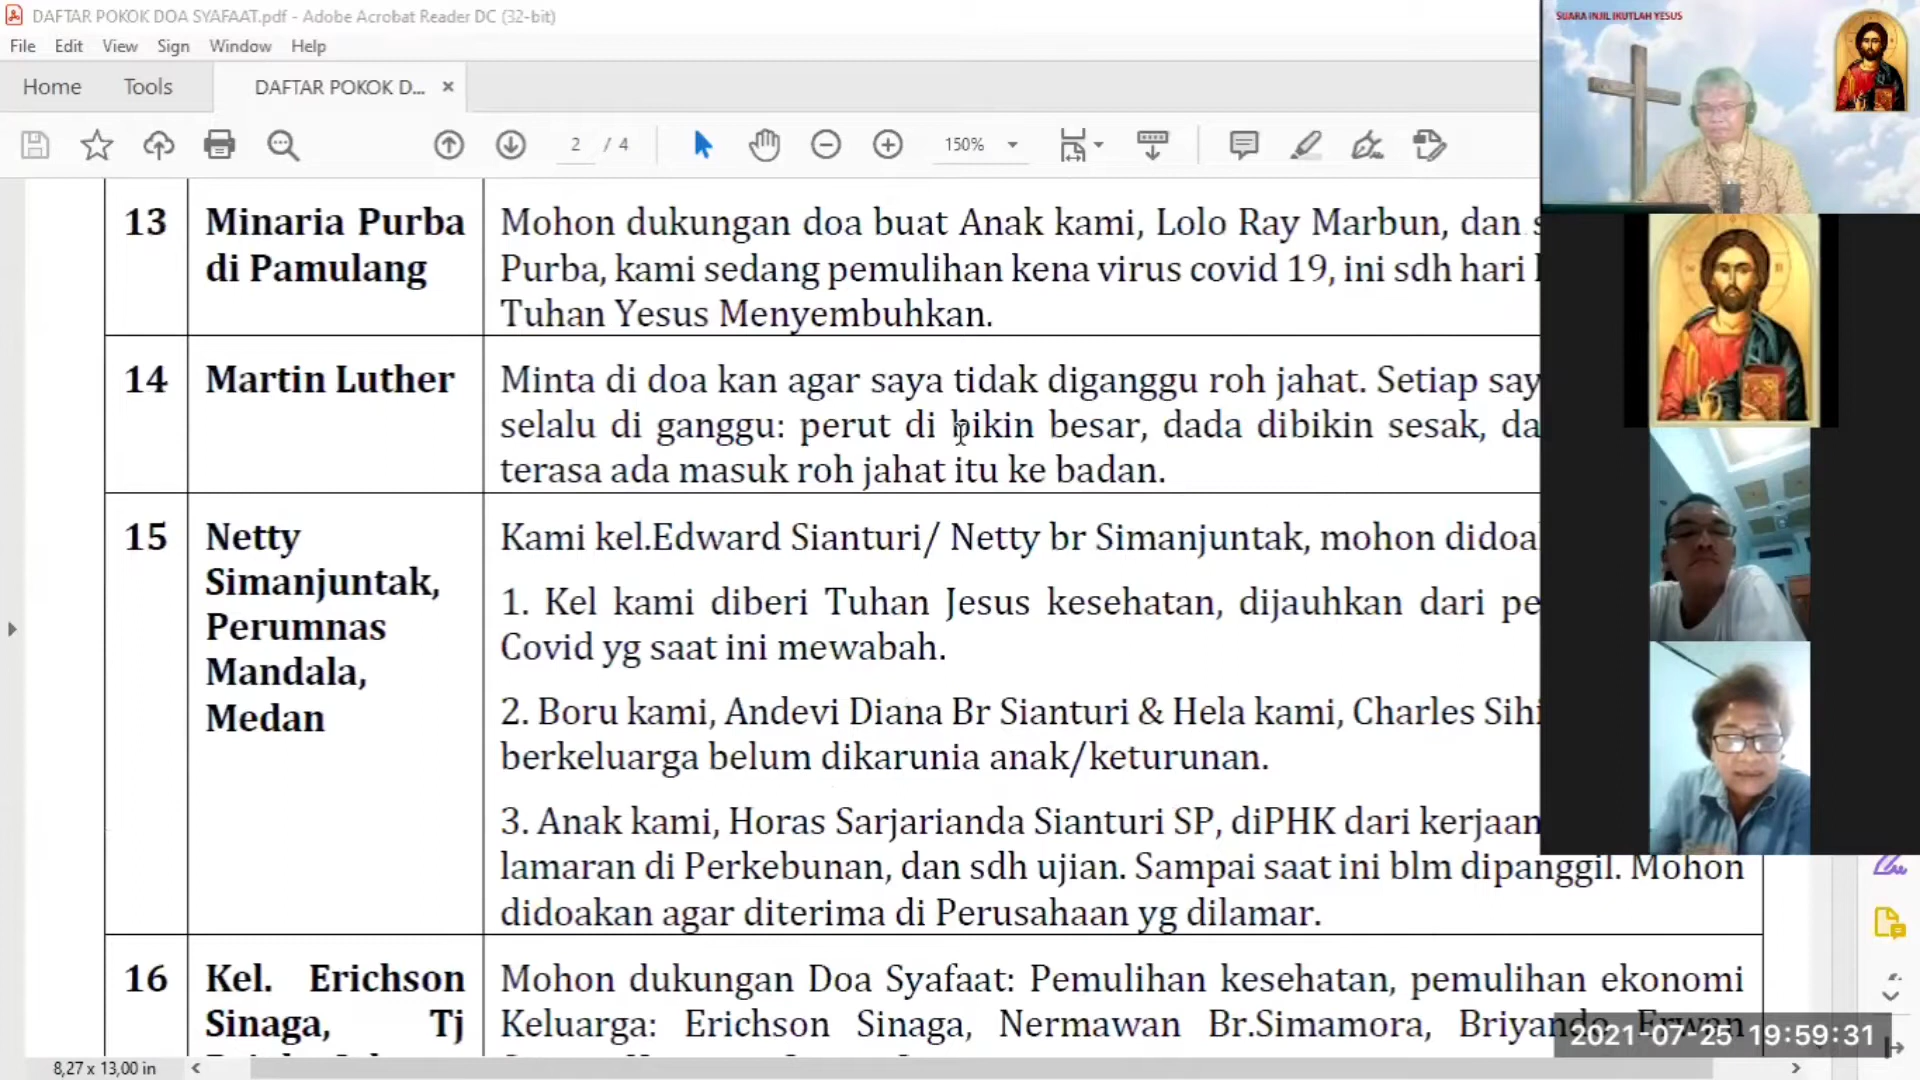 DAFTAR POKOK DOA SYAFAAT.pdf - Adobe Acrobat Reader DC (32-bit)
File Edit View Sign Window Help
Home Tools DAFTAR POKOK D... ×
2 / 4 150%
SUARA INJIL IKUTLAH YESUS
13 Minaria Purba Mohon dukungan doa buat Anak kami, Lolo Ray Marbun, dan
di Pamulang Purba, kami sedang pemulihan kena virus covid 19, ini sdh hari
Tuhan Yesus Menyembuhkan.
14 Martin Luther Minta di doa kan agar saya tidak diganggu roh jahat. Setiap say
selalu di ganggu: perut di bikin besar, dada dibikin sesak, da
terasa ada masuk roh jahat itu ke badan.
15 Netty Kami kel.Edward Sianturi/ Netty br Simanjuntak, mohon didoa
Simanjuntak, 1. Kel kami diberi Tuhan Jesus kesehatan, dijauhkan dari pe
Perumnas Covid yg saat ini mewabah.
Mandala, 2. Boru kami, Andevi Diana Br Sianturi & Hela kami, Charles Sihi
Medan berkeluarga belum dikarunia anak/keturunan.
3. Anak kami, Horas Sarjarianda Sianturi SP, diPHK dari kerjaan
lamaran di Perkebunan, dan sdh ujian. Sampai saat ini blm dipanggil. Mohon
didoakan agar diterima di Perusahaan yg dilamar.
16 Kel. Erichson Mohon dukungan Doa Syafaat: Pemulihan kesehatan, pemulihan ekonomi
Sinaga, Tj Keluarga: Erichson Sinaga, Nermawan Br.Simamora, Briyando Erwan
2021-07-25 19:59:31
8,27 x 13,00 in